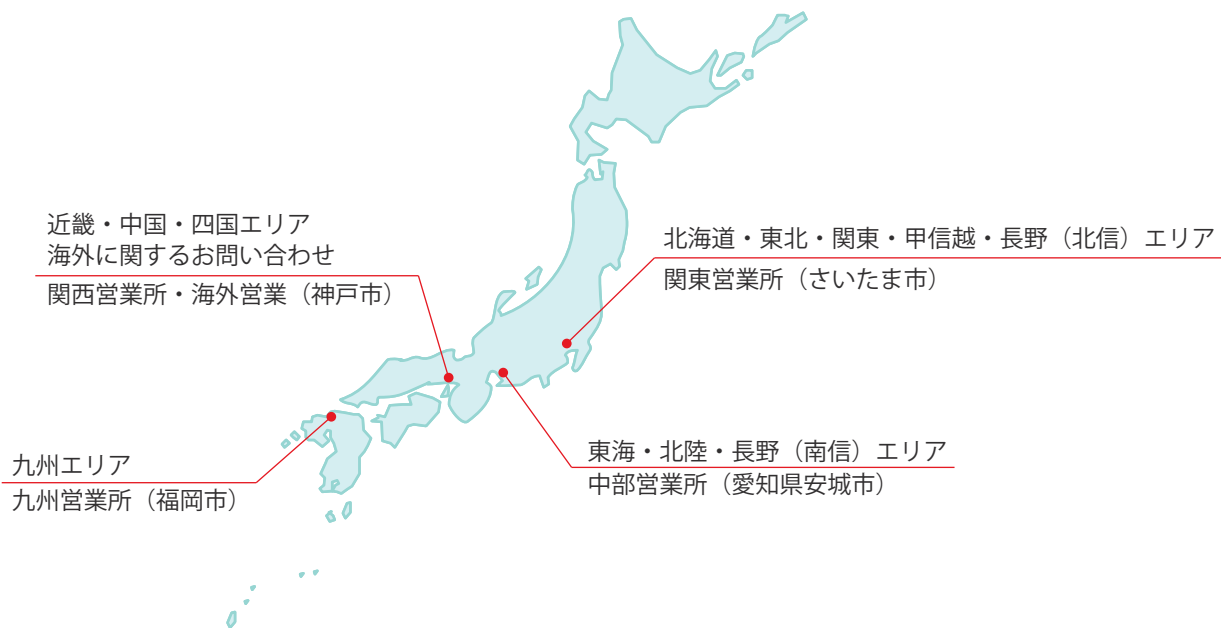 近畿・中国・四国エリア
海外に関するお問い合わせ
関西営業所・海外営業（神戸市）
北海道・東北・関東・甲信越・長野（北信）エリア
関東営業所（さいたま市）
東海・北陸・長野（南信）エリア
中部営業所（愛知県安城市）
九州エリア
九州営業所（福岡市）